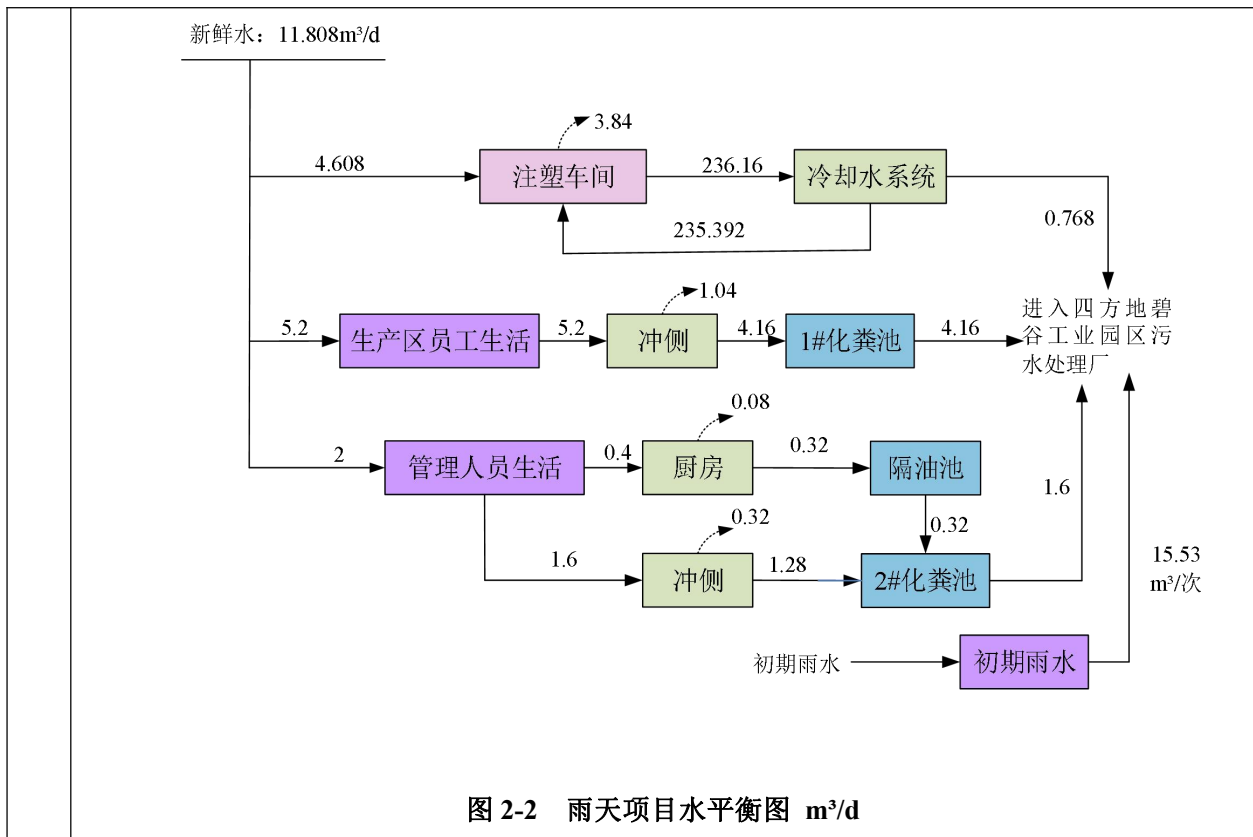 新鲜水：11.808m³/d
3.84
4.608
注塑车间
236.16
冷却水系统
235.392
0.768
1.04
进入四方地碧
谷工业园区污
水处理厂
5.2
生产区员工生活
5.2
冲侧
4.16
1#化粪池
4.16
0.08
2
管理人员生活
0.4
厨房
0.32
隔油池
1.6
0.32
0.32
1.6
冲侧
1.28
2#化粪池
15.53
m³/次
初期雨水
初期雨水
图 2-2 雨天项目水平衡图 m³/d